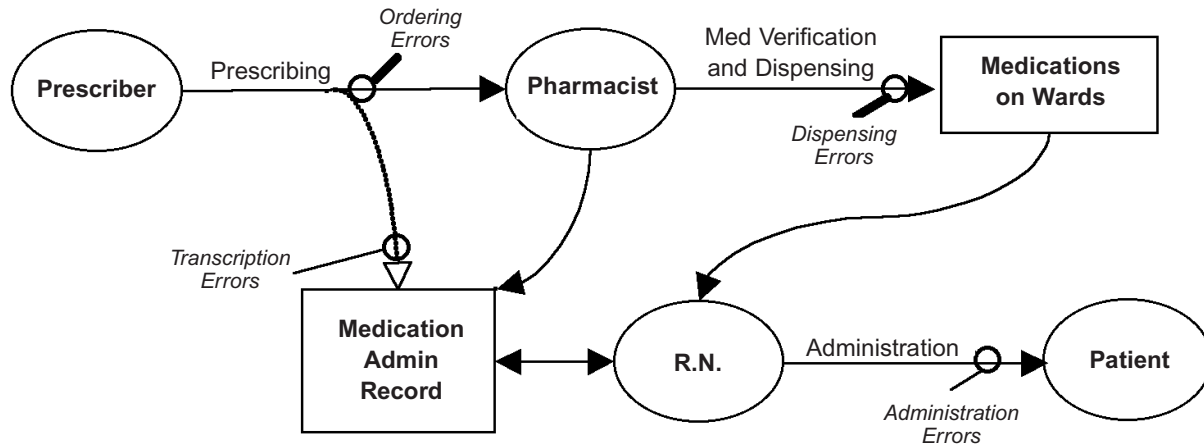 Ordering
Errors
Prescriber
Prescribing
Pharmacist
Med Verification
and Dispensing
Medications
on Wards
Dispensing
Errors
Transcription
Errors
Medication
Admin
Record
R.N.
Administration
Patient
Administration
Errors